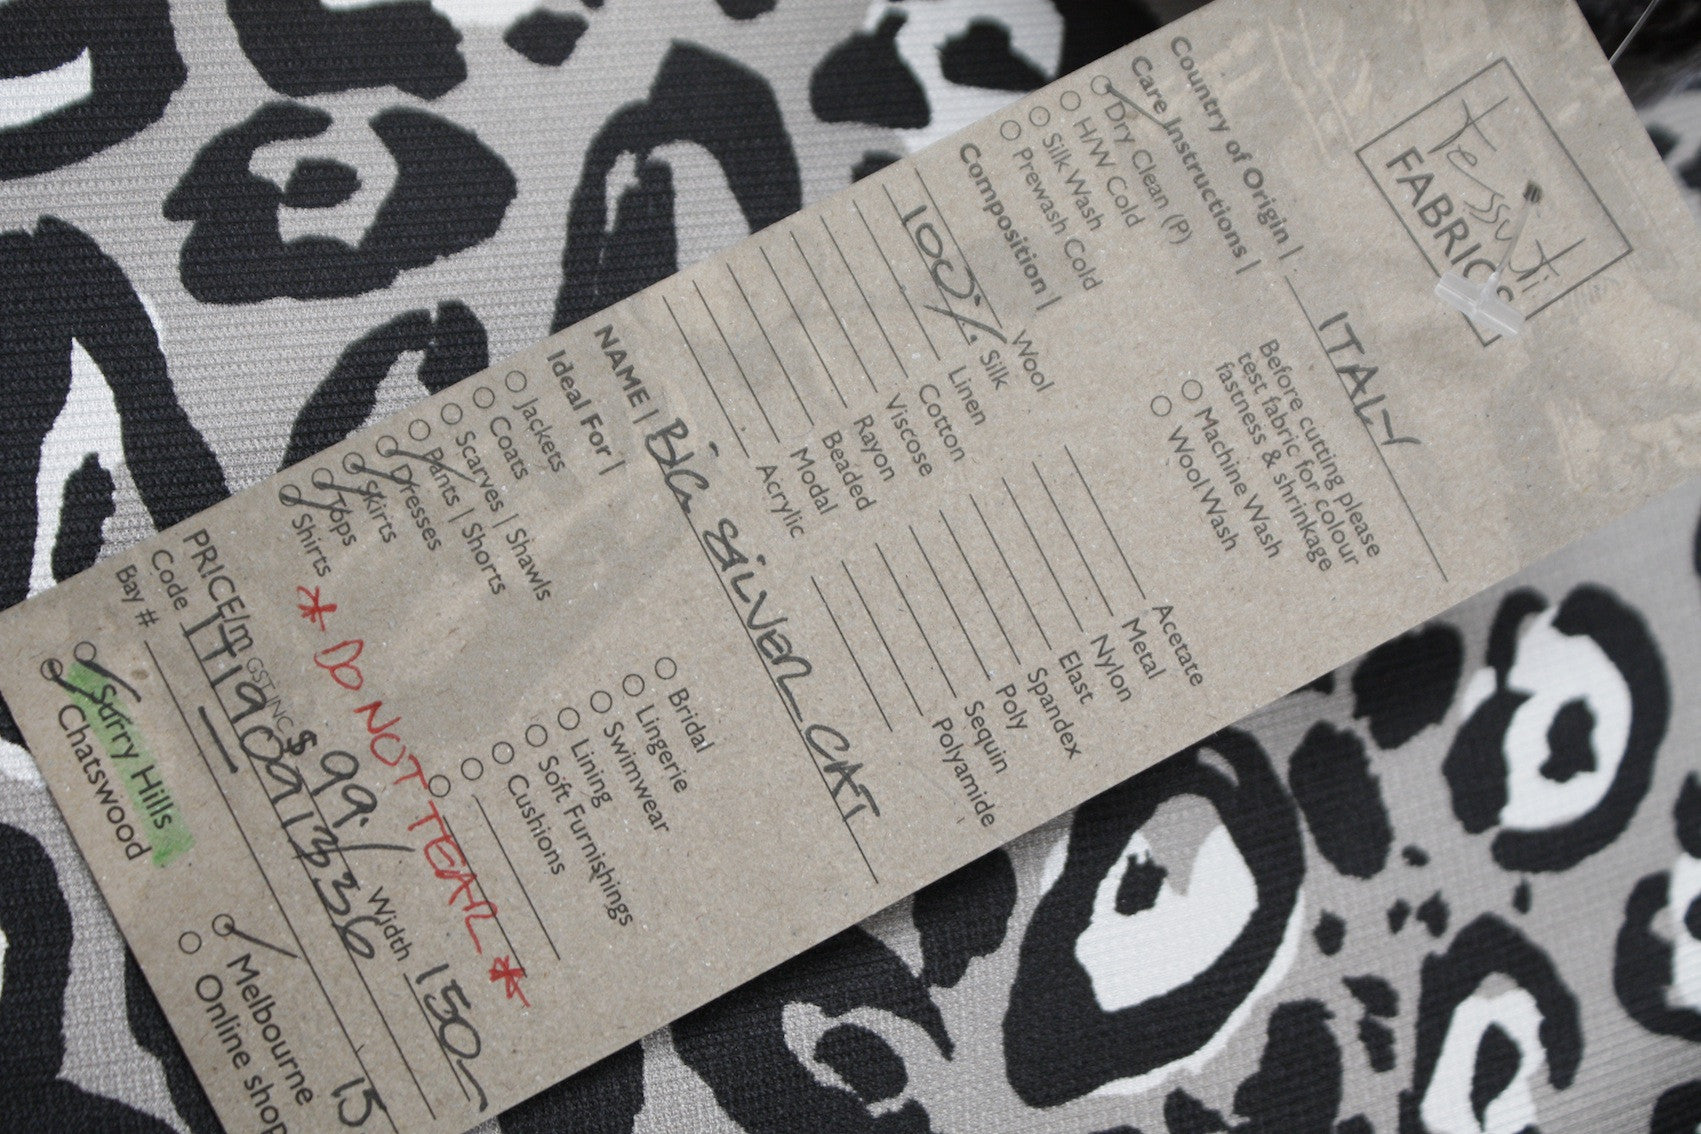 Tessuti
FABRICS
Country of Origin | ITALY
Care Instructions |
Dry Clean (P)
H/W Cold
Silk Wash
Prewash Cold
Before cutting please
test fabric for colour
fastness & shrinkage
Machine Wash
Wool Wash
Composition |
Wool
100% Silk
Linen
Cotton
Viscose
Rayon
Beaded
Modal
Acrylic
Acetate
Metal
Nylon
Elast
Spandex
Poly
Sequin
Polyamide
NAME | BIG SILVER CAT
Ideal For |
Jackets
Coats
Scarves | Shawls
Pants | Shorts
Dresses
Skirts
Tops
Shirts
Bridal
Lingerie
Swimwear
Lining
Soft Furnishings
Cushions
* DO NOT TEAR *
PRICE/m GST INC $ 99./ Width 150
Code
Bay # 15
Surry Hills
Chatswood
Melbourne
Online shop